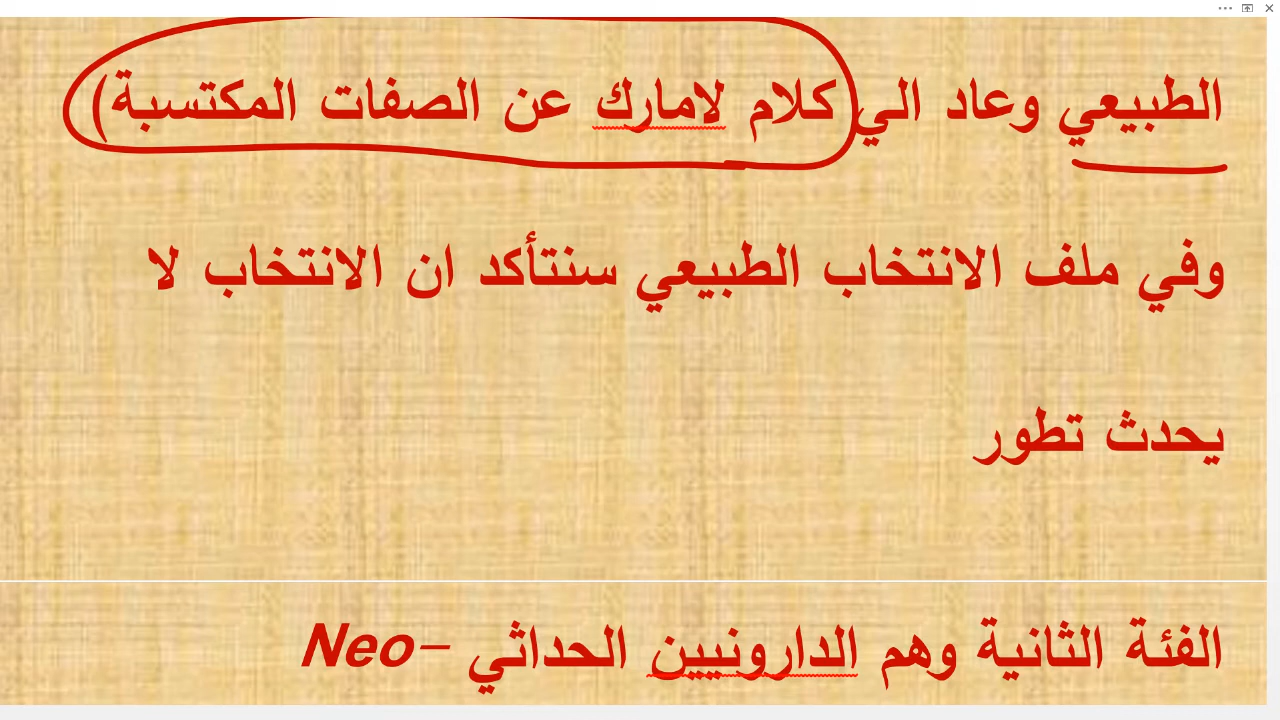 الطبيعي وعاد الي كلام لامارك عن الصفات المكتسبة)
وفي ملف الانتخاب الطبيعي سنتأكد ان الانتخاب لا
يحدث تطور
الفئة الثانية وهم الدارونيين الحداثي Neo–